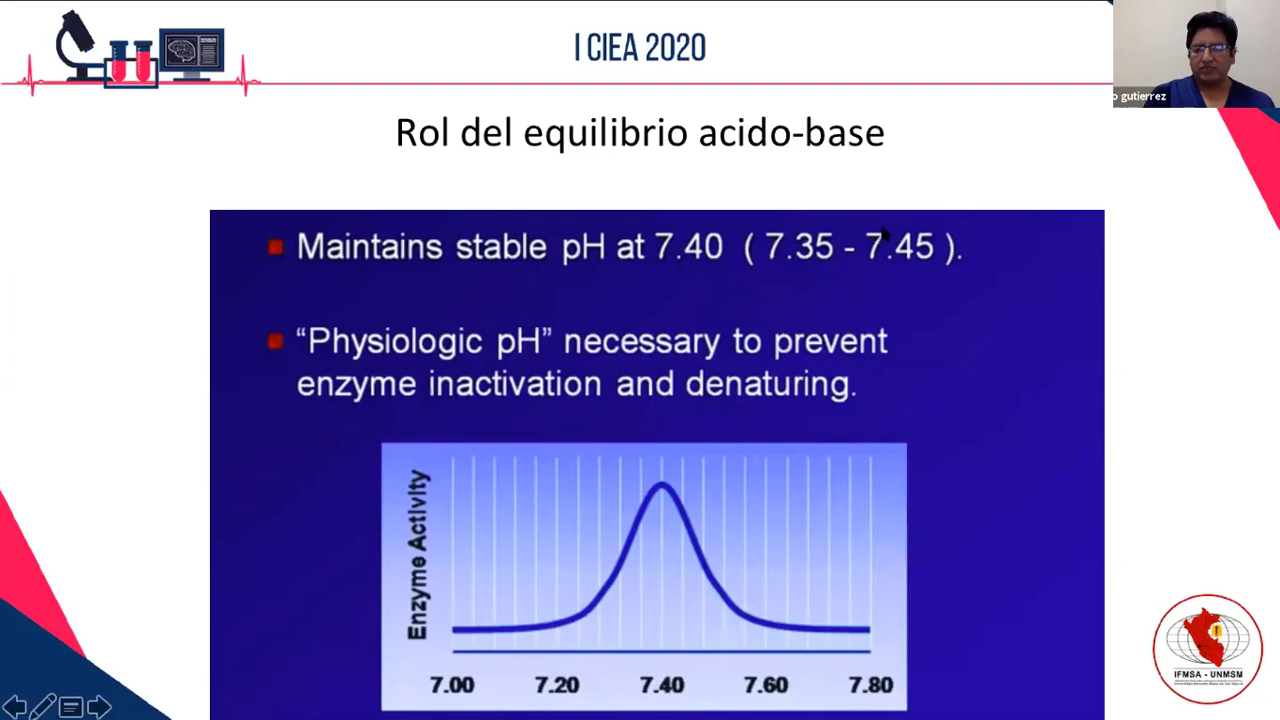 I CIEA 2020
o gutierrez
Rol del equilibrio acido-base
Maintains stable pH at 7.40 ( 7.35 - 7.45 ).
“Physiologic pH” necessary to prevent
enzyme inactivation and denaturing.
Enzyme Activity
7.00 7.20 7.40 7.60 7.80
IFMSA - UNMSM